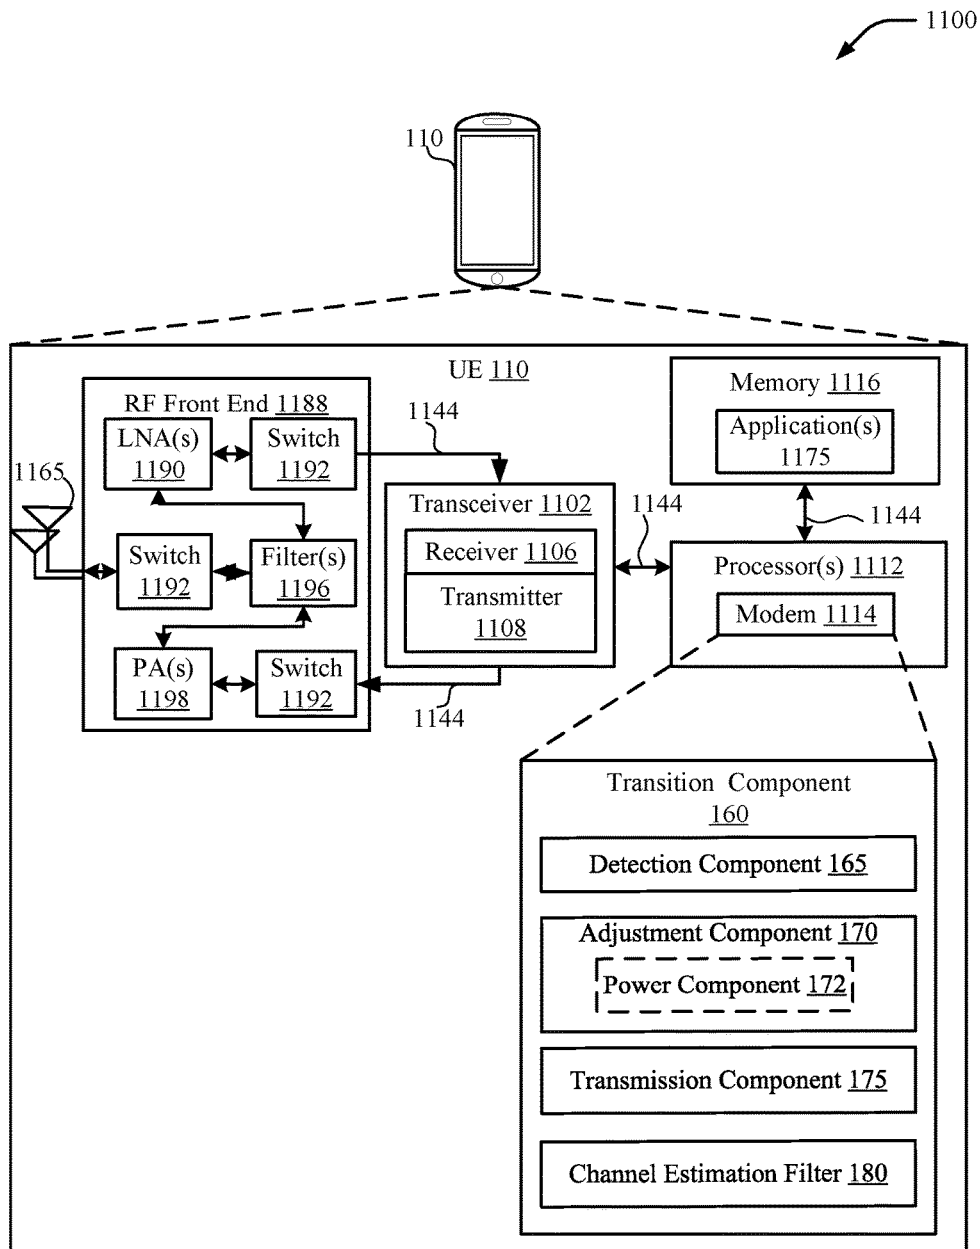 1100
110
UE 110
RF Front End 1188
LNA(s)
1190
Switch
1192
1144
1165
Switch
1192
Filter(s)
1196
PA(s)
1198
Switch
1192
1144
Transceiver 1102
Receiver 1106
Transmitter
1108
1144
Memory 1116
Application(s)
1175
1144
Processor(s) 1112
Modem 1114
Transition Component
160
Detection Component 165
Adjustment Component 170
Power Component 172
Transmission Component 175
Channel Estimation Filter 180